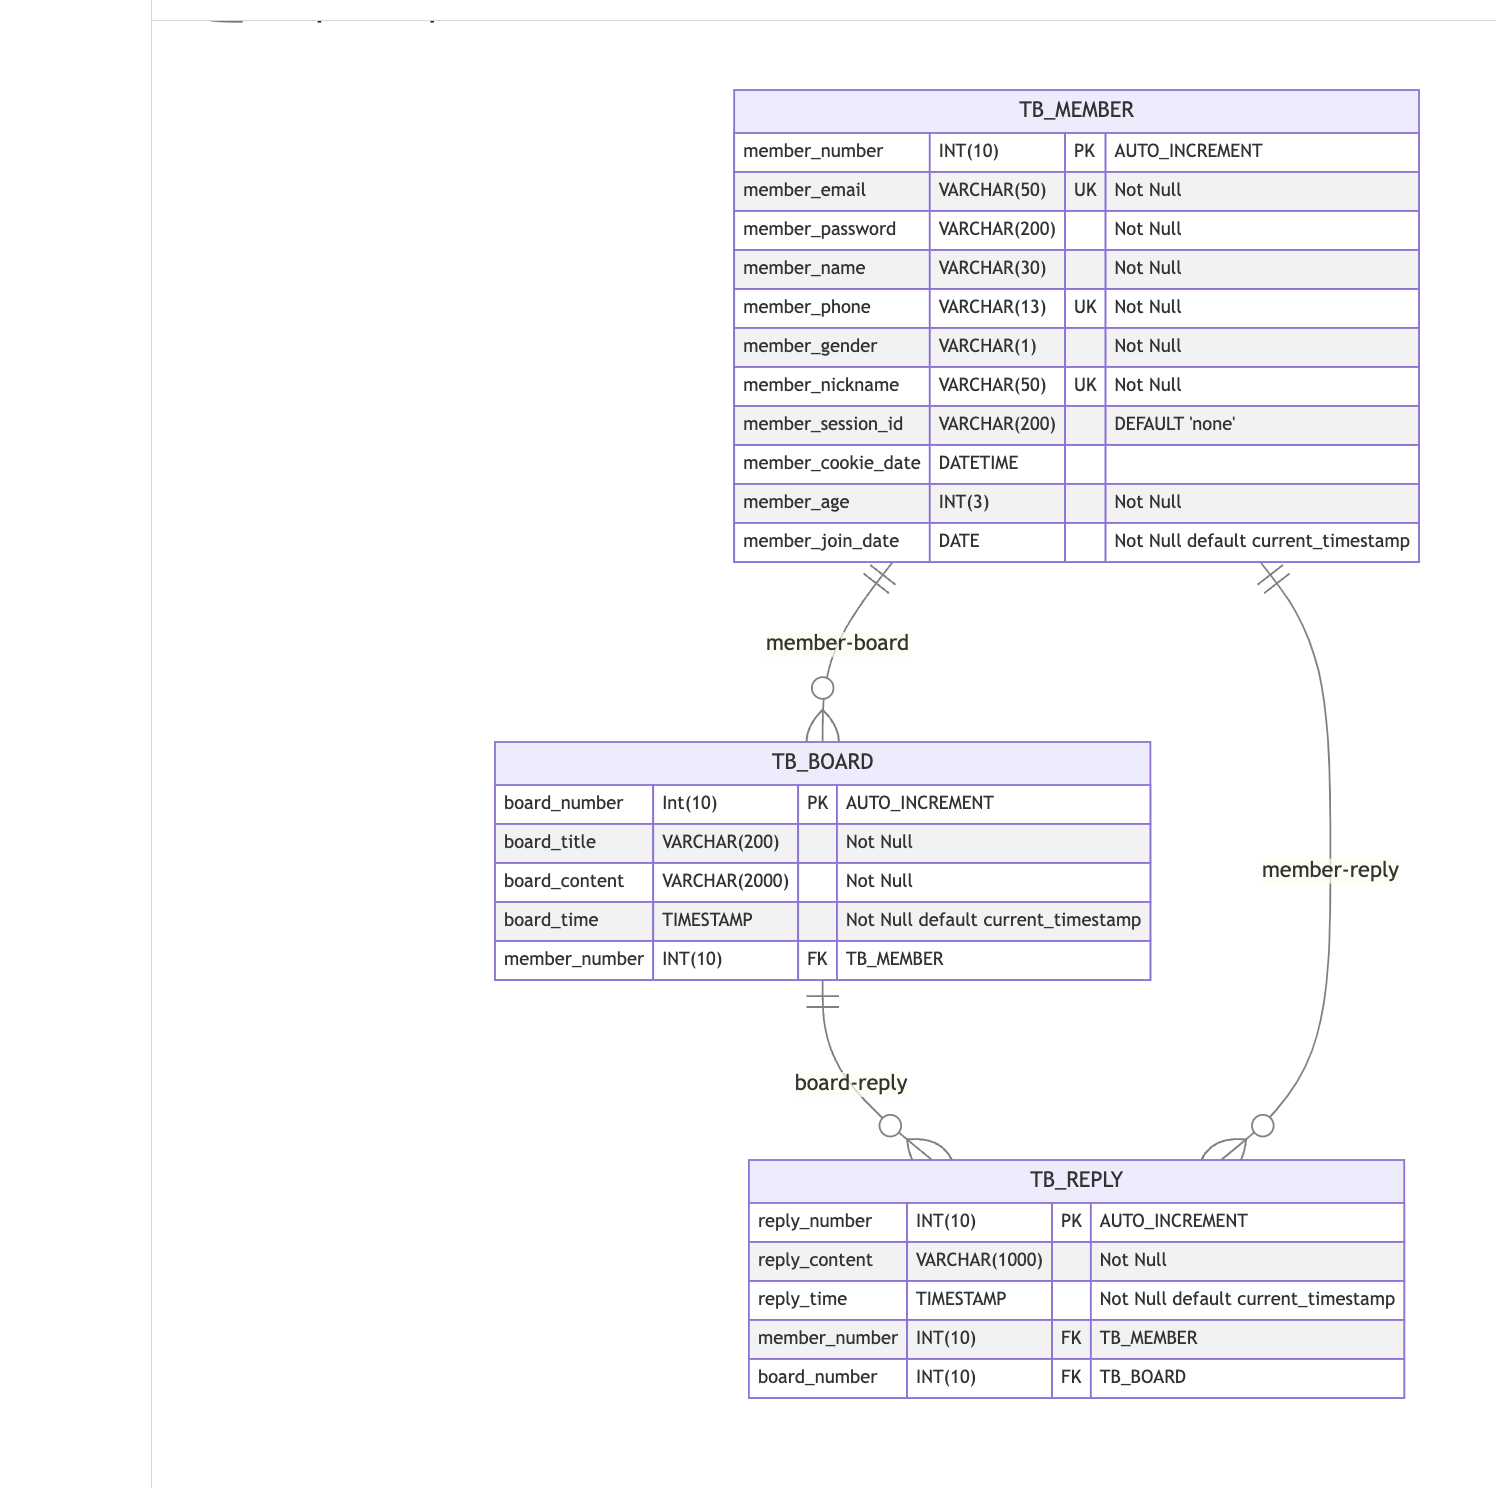 TB_MEMBER
member_number INT(10) PK AUTO_INCREMENT
member_email VARCHAR(50) UK Not Null
member_password VARCHAR(200) Not Null
member_name VARCHAR(30) Not Null
member_phone VARCHAR(13) UK Not Null
member_gender VARCHAR(1) Not Null
member_nickname VARCHAR(50) UK Not Null
member_session_id VARCHAR(200) DEFAULT 'none'
member_cookie_date DATETIME
member_age INT(3) Not Null
member_join_date DATE Not Null default current_timestamp
member-board
TB_BOARD
board_number Int(10) PK AUTO_INCREMENT
board_title VARCHAR(200) Not Null
board_content VARCHAR(2000) Not Null
board_time TIMESTAMP Not Null default current_timestamp
member_number INT(10) FK TB_MEMBER
member-reply
board-reply
TB_REPLY
reply_number INT(10) PK AUTO_INCREMENT
reply_content VARCHAR(1000) Not Null
reply_time TIMESTAMP Not Null default current_timestamp
member_number INT(10) FK TB_MEMBER
board_number INT(10) FK TB_BOARD